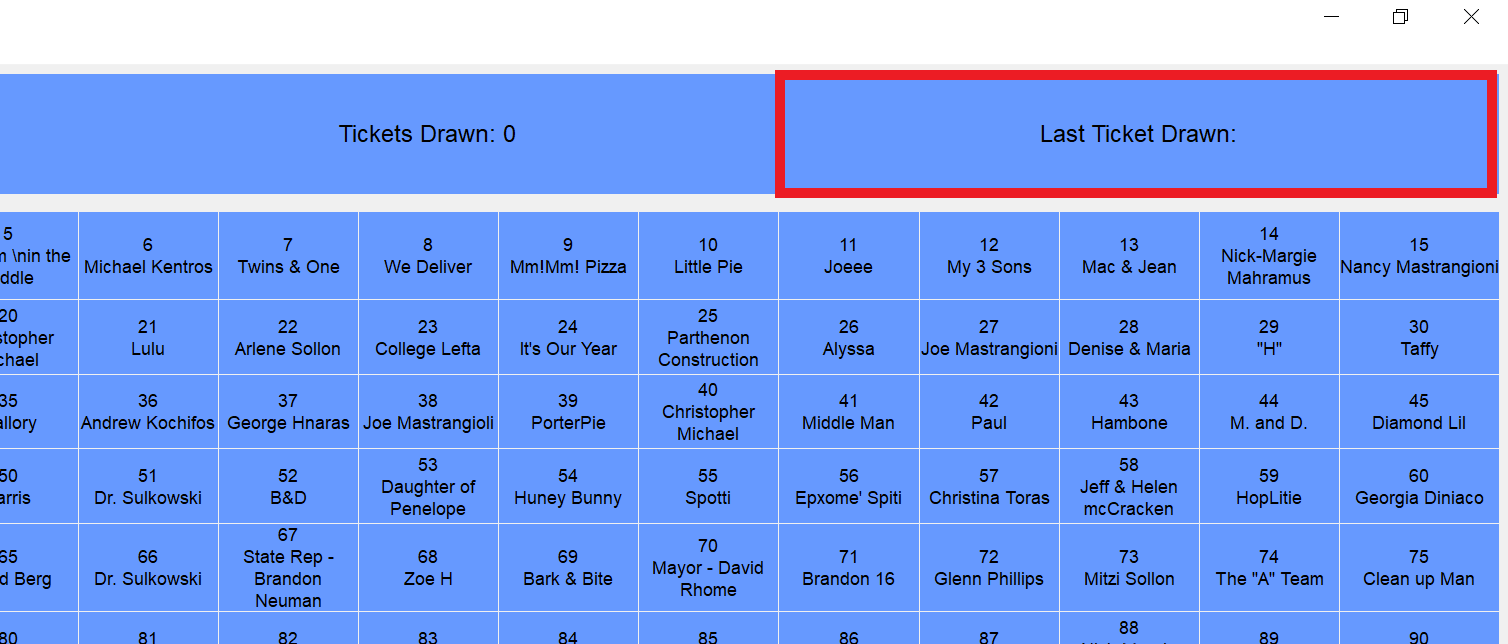 Tickets Drawn: 0
Last Ticket Drawn:
5
\nin the
ddle
6
Michael Kentros
7
Twins & One
8
We Deliver
9
Mm!Mm! Pizza
10
Little Pie
11
Joeee
12
My 3 Sons
13
Mac & Jean
14
Nick-Margie
Mahramus
15
Nancy Mastrangioni
20
stopher
chael
21
Lulu
22
Arlene Sollon
23
College Lefta
24
It's Our Year
25
Parthenon
Construction
26
Alyssa
27
Joe Mastrangioni
28
Denise & Maria
29
"H"
30
Taffy
35
allory
36
Andrew Kochifos
37
George Hnaras
38
Joe Mastrangioli
39
PorterPie
40
Christopher
Michael
41
Middle Man
42
Paul
43
Hambone
44
M. and D.
45
Diamond Lil
50
arris
51
Dr. Sulkowski
52
B&D
53
Daughter of
Penelope
54
Huney Bunny
55
Spotti
56
Epxome' Spiti
57
Christina Toras
58
Jeff & Helen
mcCracken
59
HopLitie
60
Georgia Diniaco
65
d Berg
66
Dr. Sulkowski
67
State Rep -
Brandon
Neuman
68
Zoe H
69
Bark & Bite
70
Mayor - David
Rhome
71
Brandon 16
72
Glenn Phillips
73
Mitzi Sollon
74
The "A" Team
75
Clean up Man
80
81
82
83
84
85
86
87
88
89
90